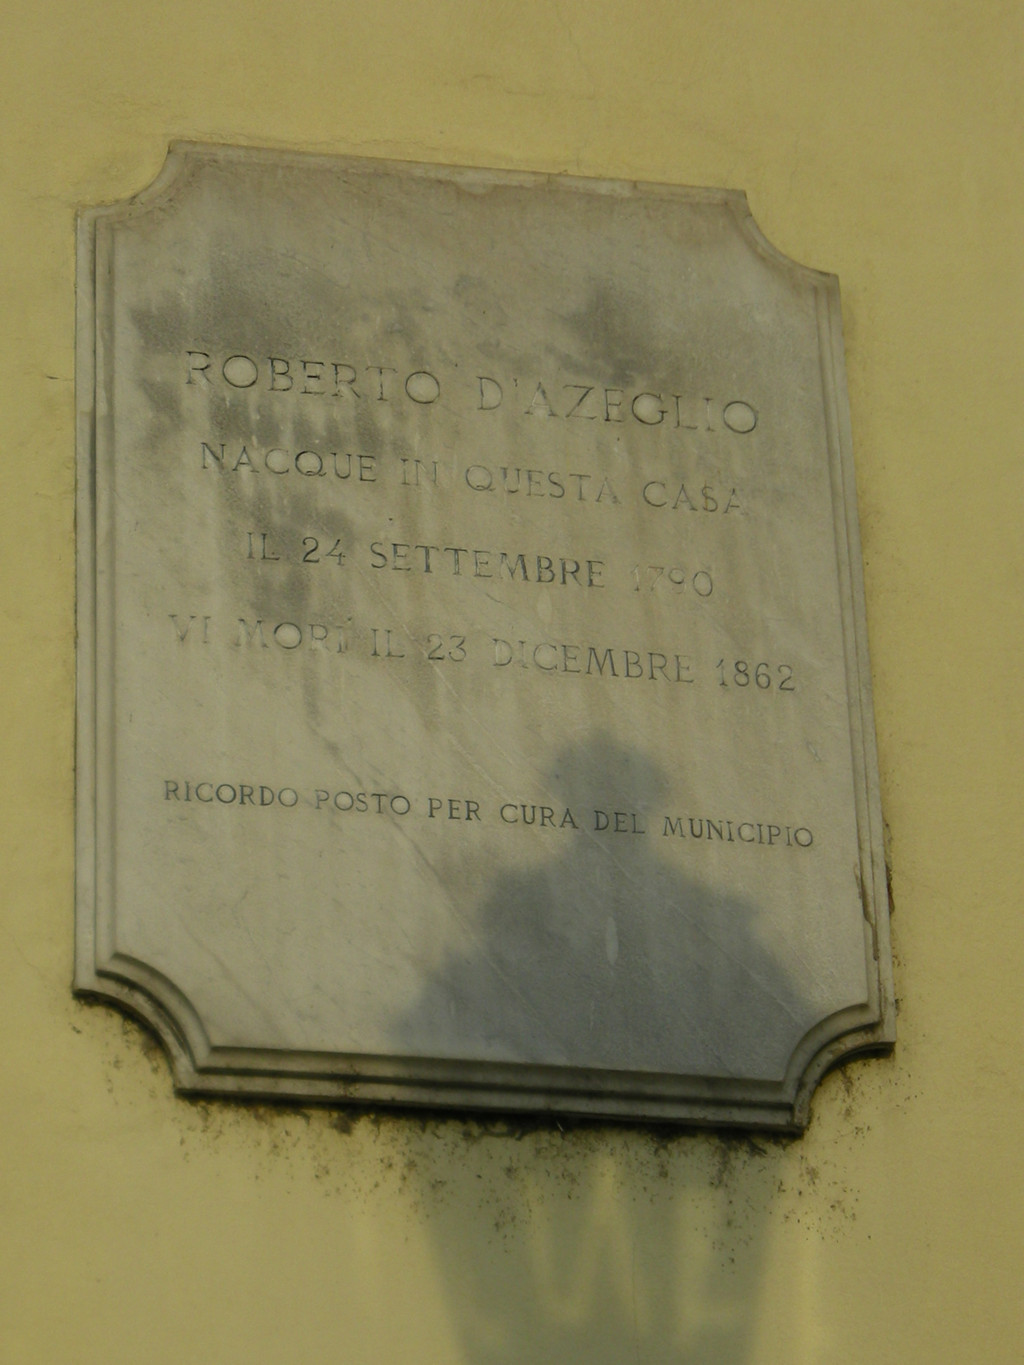 ROBERTO D'AZEGLIO
NACQUE IN QUESTA CASA
IL 24 SETTEMBRE 1790
VI MORÌ IL 23 DICEMBRE 1862
RICORDO POSTO PER CURA DEL MUNICIPIO